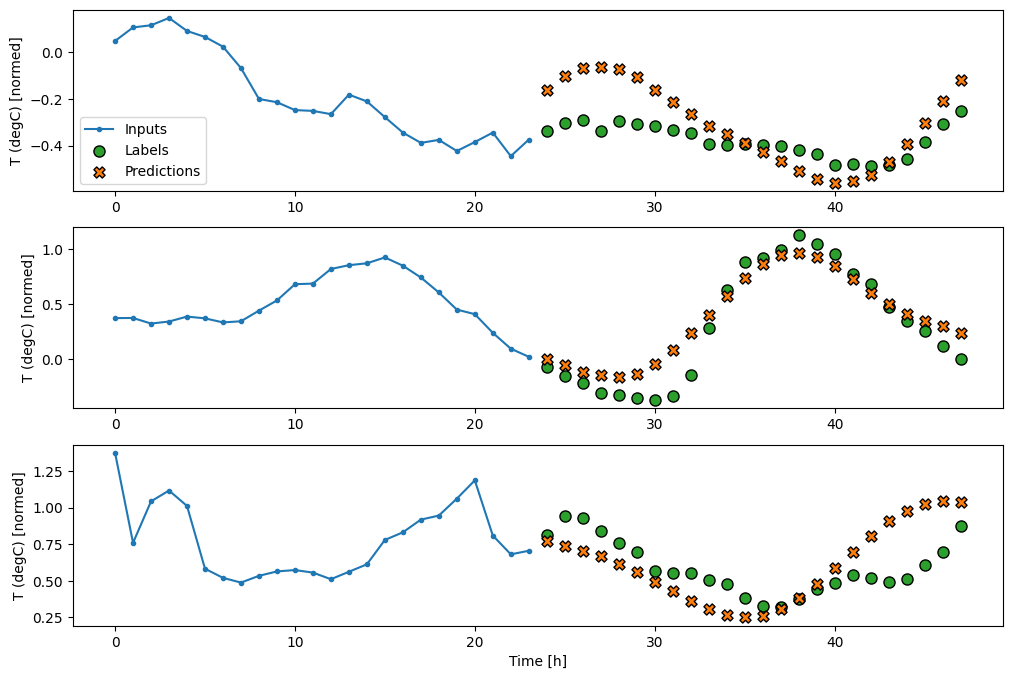 T (degC) [normed]
0.0
−0.2
−0.4
Inputs
Labels
Predictions
0 10 20 30 40
T (degC) [normed]
1.0
0.5
0.0
0 10 20 30 40
T (degC) [normed]
1.25
1.00
0.75
0.50
0.25
0 10 20 30 40
Time [h]